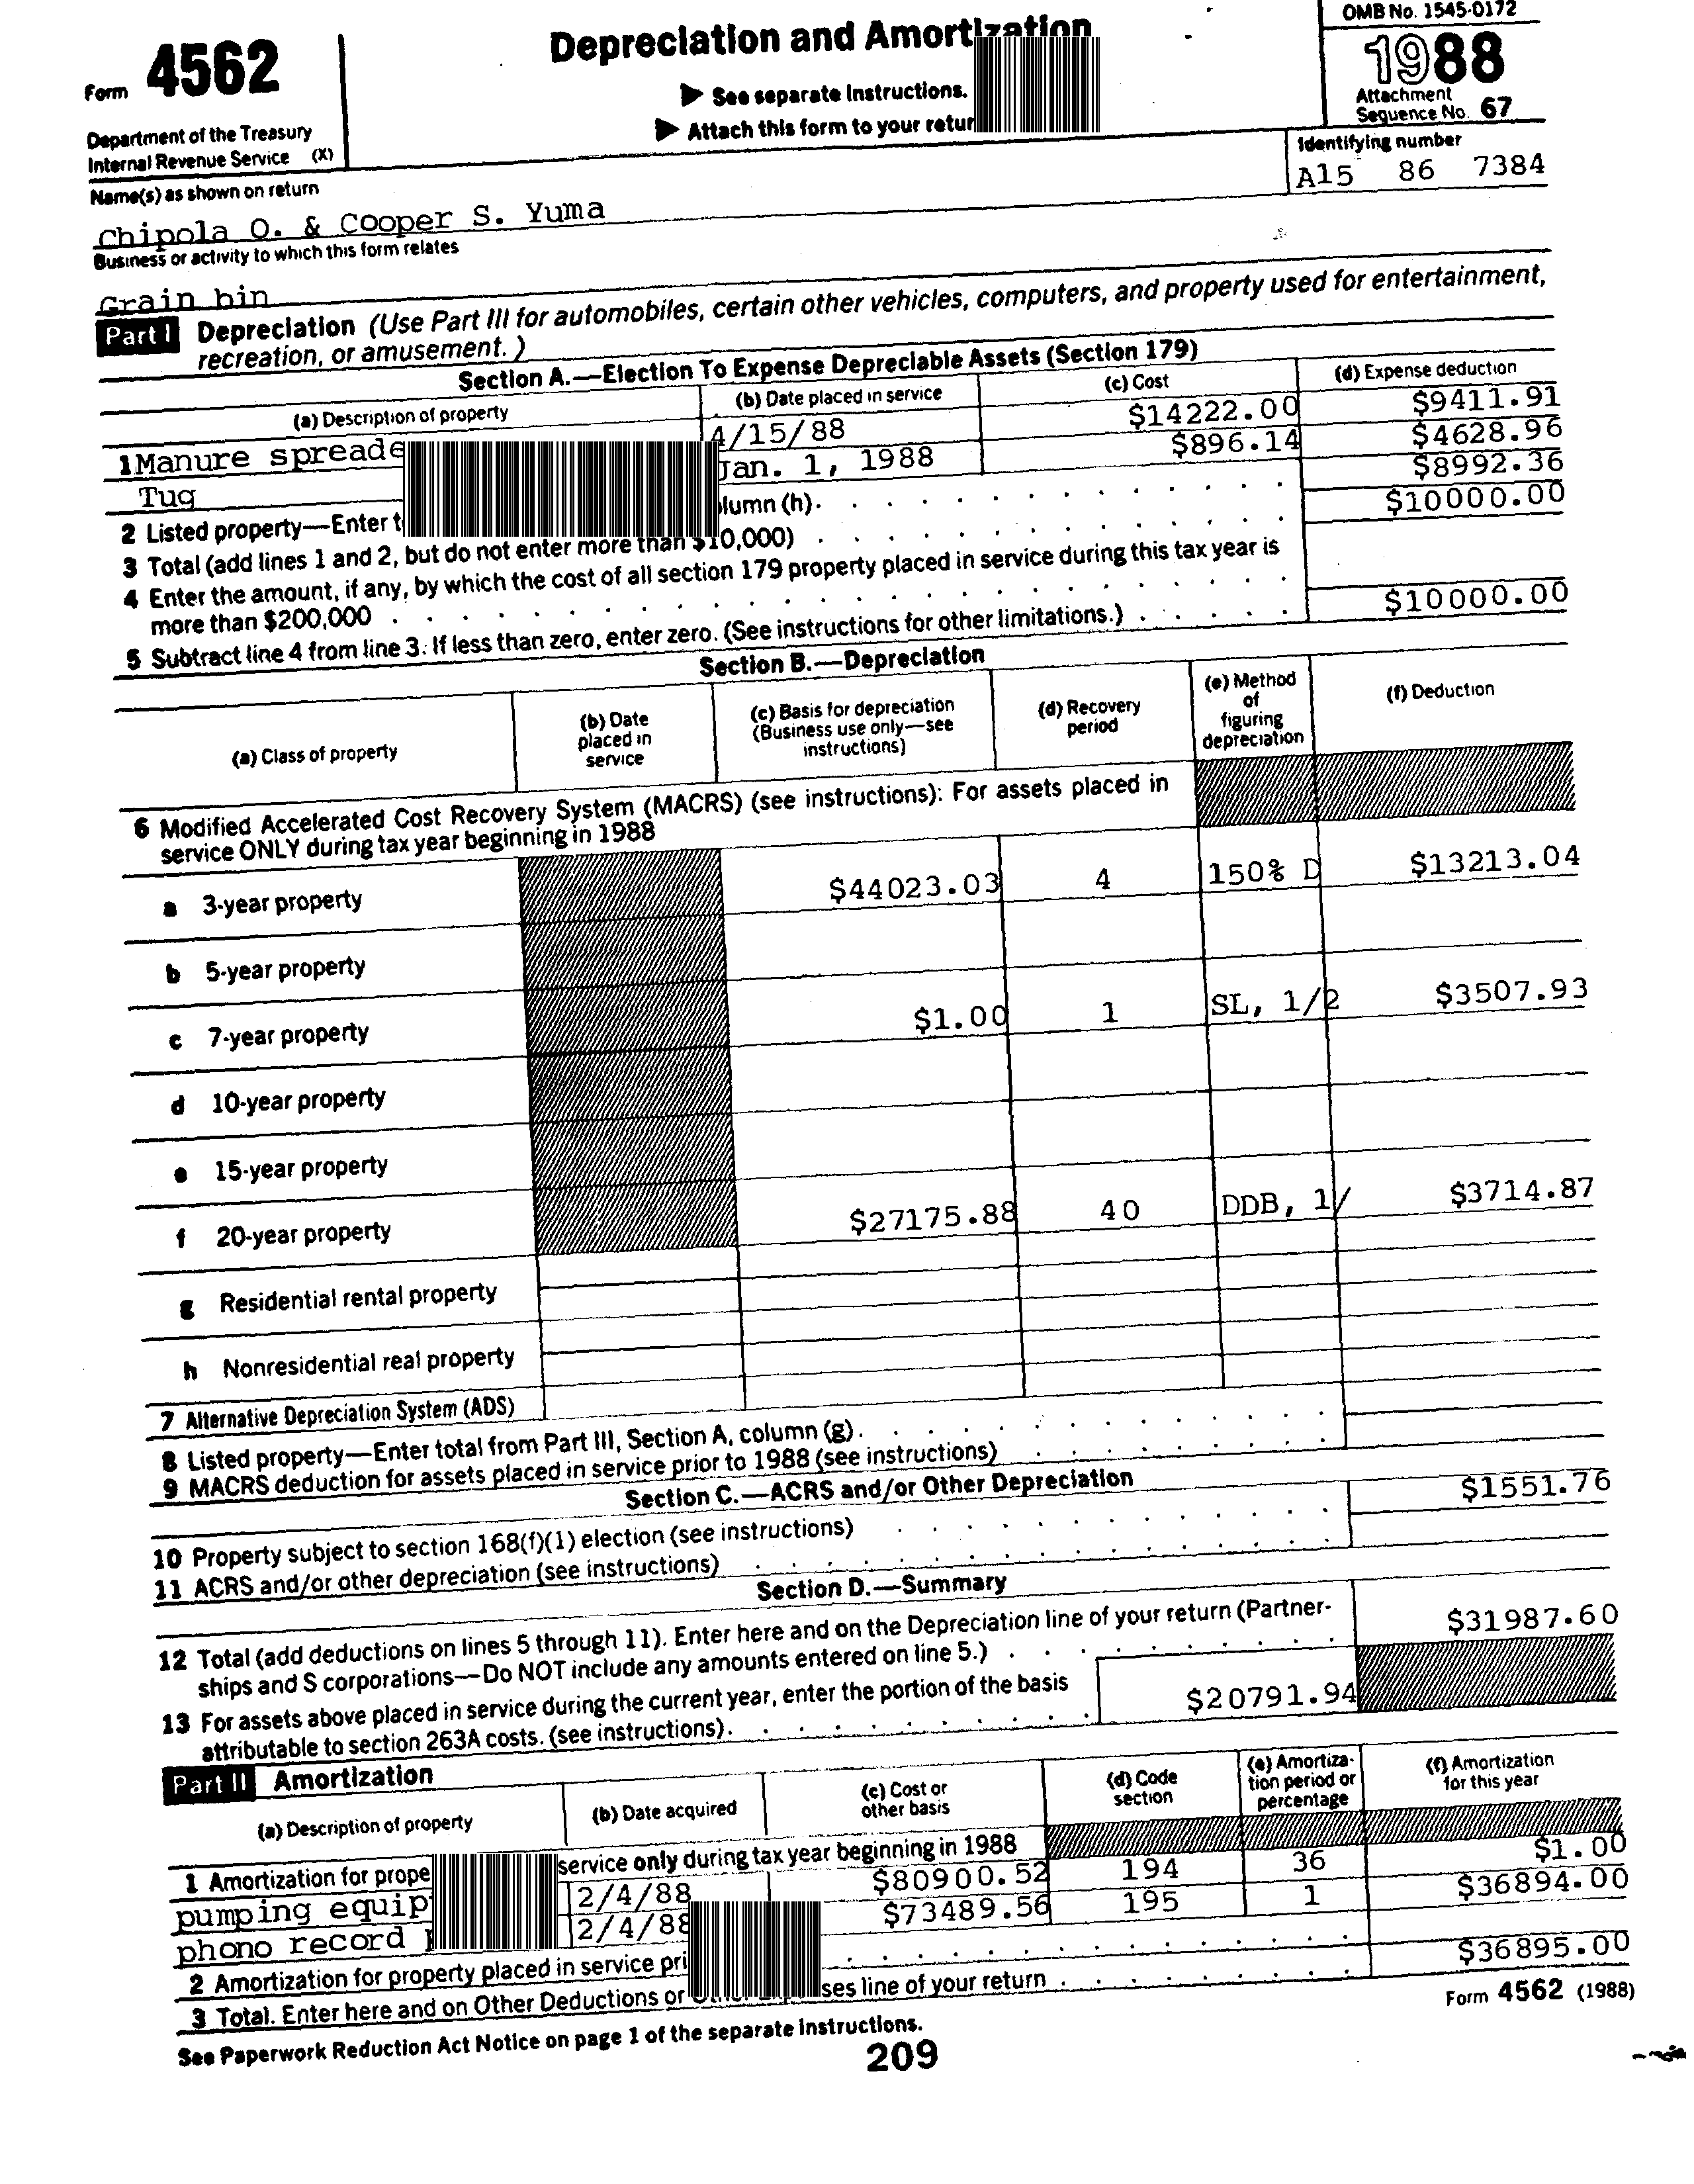 Form 4562
Department of the Treasury
Internal Revenue Service (X)
Depreciation and Amortization
▶ See separate Instructions.
▶ Attach this form to your retur
OMB No. 1545-0172
1988
Attachment
Sequence No. 67
Name(s) as shown on return
Identifying number
Chipola O. & Cooper S. Yuma
A15 86 7384
Business or activity to which this form relates
Grain bin
Part I Depreciation (Use Part III for automobiles, certain other vehicles, computers, and property used for entertainment,
recreation, or amusement.)
Section A.—Election To Expense Depreciable Assets (Section 179)
(a) Description of property (b) Date placed in service (c) Cost (d) Expense deduction
1 Manure spreade 4/15/88 $14222.00 $9411.91
Tug Jan. 1, 1988 $896.14 $4628.96
2 Listed property—Enter t lumn (h) $8992.36
3 Total (add lines 1 and 2, but do not enter more than $10,000) $10000.00
4 Enter the amount, if any, by which the cost of all section 179 property placed in service during this tax year is
more than $200,000
5 Subtract line 4 from line 3. If less than zero, enter zero. (See instructions for other limitations.) $10000.00
Section B.—Depreciation
(a) Class of property (b) Date placed in service (c) Basis for depreciation (Business use only—see instructions) (d) Recovery period (e) Method of figuring depreciation (f) Deduction
6 Modified Accelerated Cost Recovery System (MACRS) (see instructions): For assets placed in
service ONLY during tax year beginning in 1988
a 3-year property $44023.03 4 150% D $13213.04
b 5-year property
c 7-year property $1.00 1 SL, 1/2 $3507.93
d 10-year property
e 15-year property
f 20-year property $27175.88 40 DDB, 1/ $3714.87
g Residential rental property
h Nonresidential real property
7 Alternative Depreciation System (ADS)
8 Listed property—Enter total from Part III, Section A, column (g)
9 MACRS deduction for assets placed in service prior to 1988 (see instructions)
Section C.—ACRS and/or Other Depreciation
10 Property subject to section 168(f)(1) election (see instructions) $1551.76
11 ACRS and/or other depreciation (see instructions)
Section D.—Summary
12 Total (add deductions on lines 5 through 11). Enter here and on the Depreciation line of your return (Partner-
ships and S corporations—Do NOT include any amounts entered on line 5.) $31987.60
13 For assets above placed in service during the current year, enter the portion of the basis
attributable to section 263A costs. (see instructions) $20791.94
Part II Amortization
(a) Description of property (b) Date acquired (c) Cost or other basis (d) Code section (e) Amortiza- tion period or percentage (f) Amortization for this year
1 Amortization for prope service only during tax year beginning in 1988
pumping equip 2/4/88 $80900.52 194 36 $1.00
phono record 2/4/88 $73489.56 195 1 $36894.00
2 Amortization for property placed in service pri
3 Total. Enter here and on Other Deductions or ses line of your return $36895.00
See Paperwork Reduction Act Notice on page 1 of the separate Instructions.
Form 4562 (1988)
209